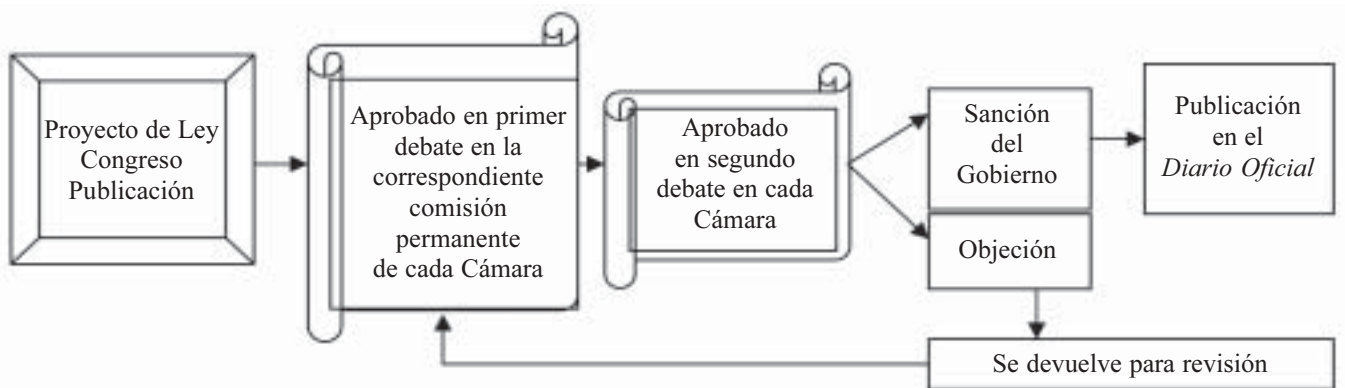 Proyecto de Ley
Congreso
Publicación
Aprobado en primer
debate en la
correspondiente
comisión
permanente
de cada Cámara
Aprobado
en segundo
debate en cada
Cámara
Sanción
del
Gobierno
Publicación
en el
Diario Oficial
Objeción
Se devuelve para revisión